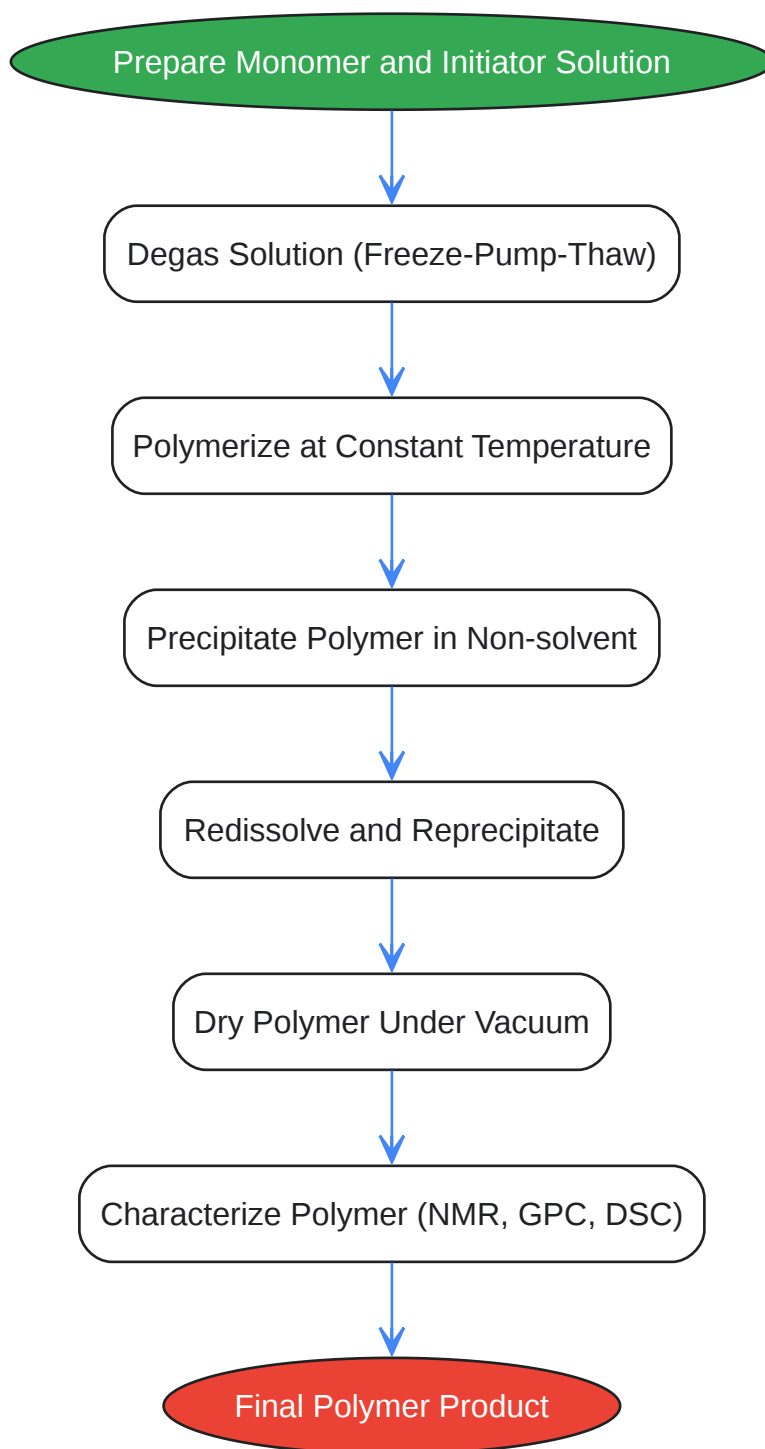 Prepare Monomer and Initiator Solution
Degas Solution (Freeze-Pump-Thaw)
Polymerize at Constant Temperature
Precipitate Polymer in Non-solvent
Redissolve and Reprecipitate
Dry Polymer Under Vacuum
Characterize Polymer (NMR, GPC, DSC)
Final Polymer Product